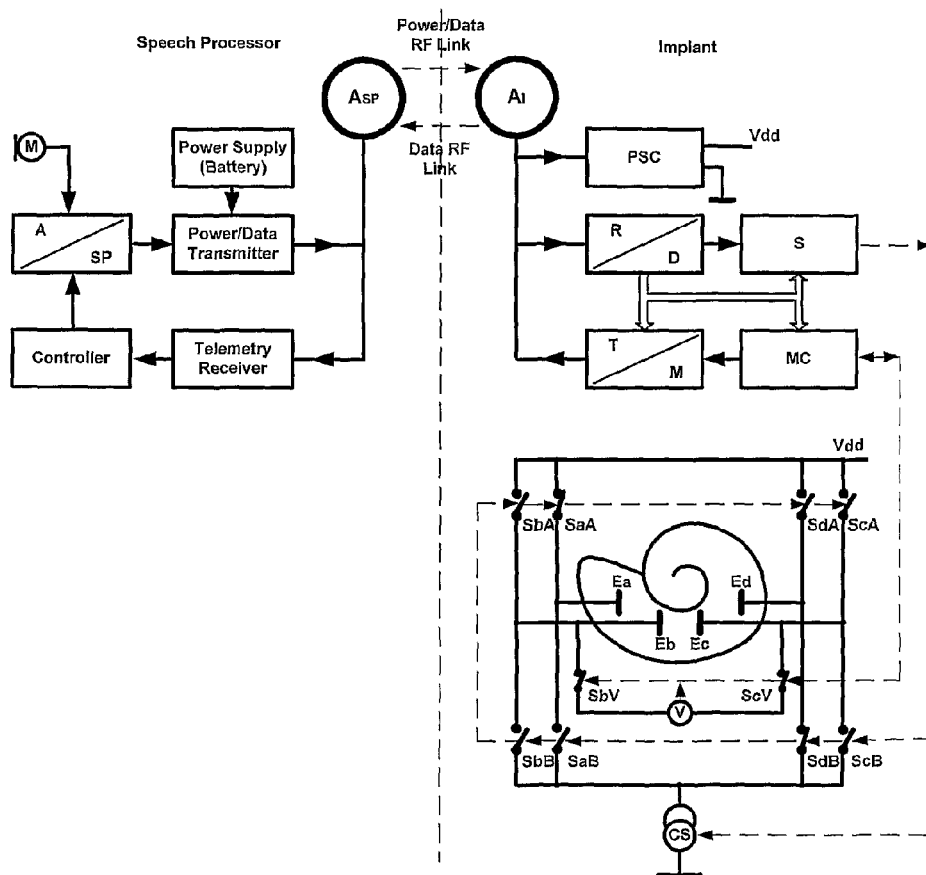 Speech Processor
Power/Data
RF Link
Implant
ASP
AI
Data RF
Link
M
Power Supply
(Battery)
PSC
Vdd
A
SP
Power/Data
Transmitter
R
D
S
Controller
Telemetry
Receiver
T
M
MC
Vdd
SbA
SaA
SdA
ScA
Ea
Ed
Eb
Ec
SbV
ScV
V
SbB
SaB
SdB
ScB
CS